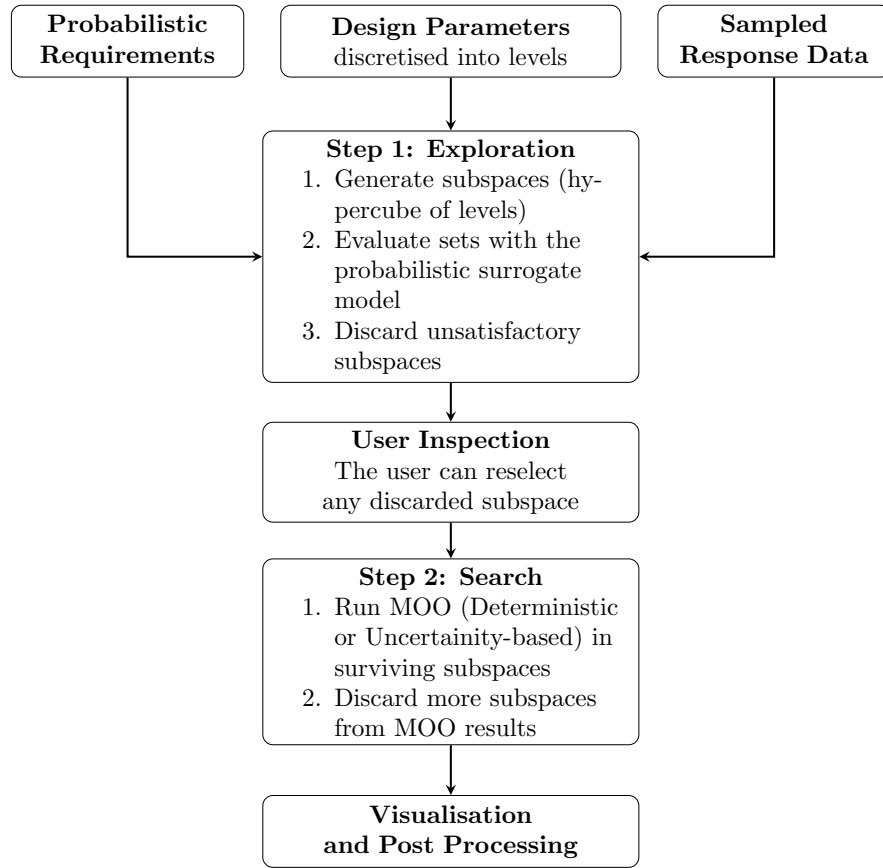 Probabilistic
Requirements
Design Parameters
discretised into levels
Sampled
Response Data
Step 1: Exploration
1. Generate subspaces (hy-
percube of levels)
2. Evaluate sets with the
probabilistic surrogate
model
3. Discard unsatisfactory
subspaces
User Inspection
The user can reselect
any discarded subspace
Step 2: Search
1. Run MOO (Deterministic
or Uncertainity-based) in
surviving subspaces
2. Discard more subspaces
from MOO results
Visualisation
and Post Processing